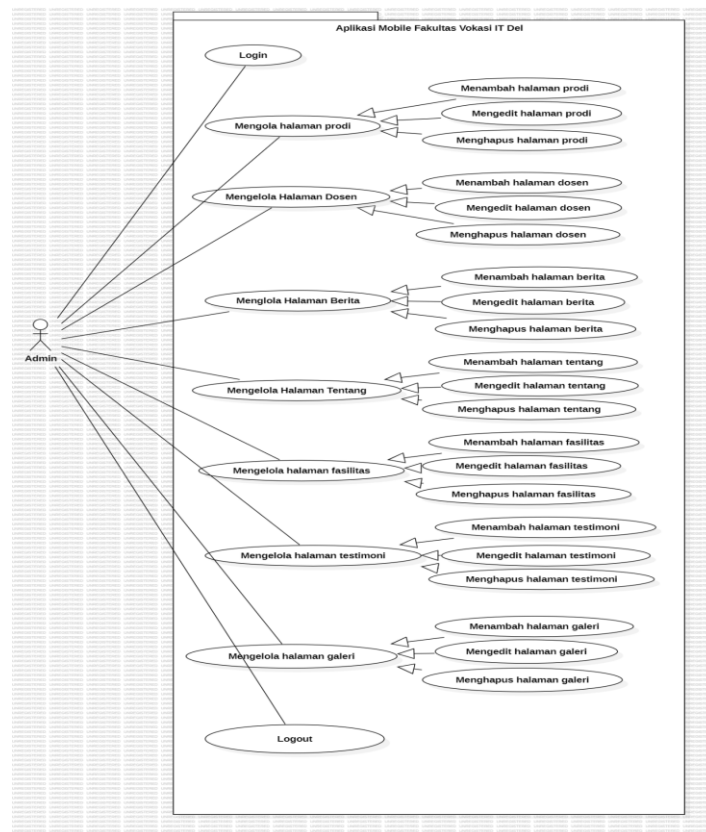 Aplikasi Mobile Fakultas Vokasi IT Del
Login
Menambah halaman prodi
Mengedit halaman prodi
Mengola halaman prodi
Menghapus halaman prodi
Menambah halaman dosen
Mengelola Halaman Dosen
Mengedit halaman dosen
Menghapus halaman dosen
Menambah halaman berita
Menglola Halaman Berita
Mengedit halaman berita
Menghapus halaman berita
Admin
Menambah halaman tentang
Mengelola Halaman Tentang
Mengedit halaman tentang
Menghapus halaman tentang
Menambah halaman fasilitas
Mengelola halaman fasilitas
Mengedit halaman fasilitas
Menghapus halaman fasilitas
Menambah halaman testimoni
Mengelola halaman testimoni
Mengedit halaman testimoni
Menghapus halaman testimoni
Menambah halaman galeri
Mengelola halaman galeri
Mengedit halaman galeri
Menghapus halaman galeri
Logout